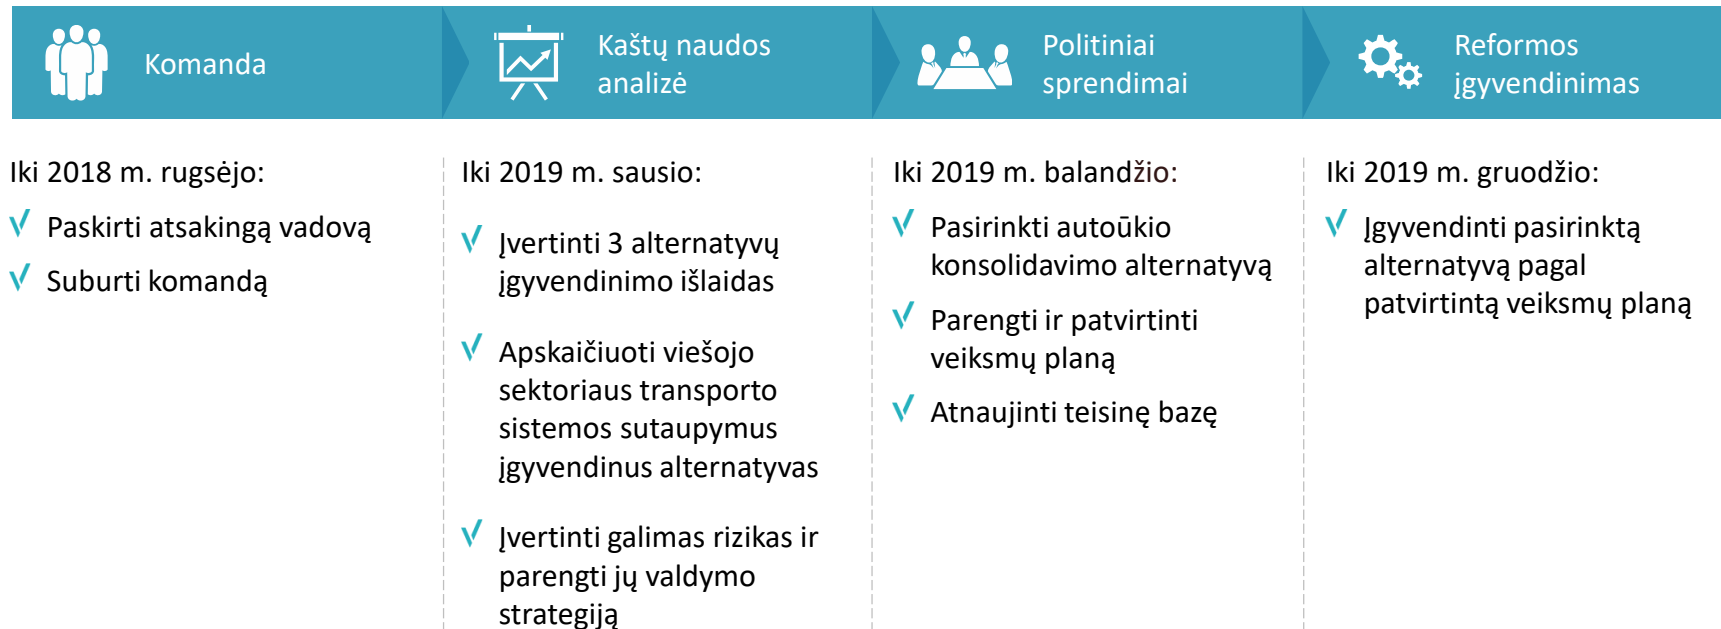 Komanda
Kaštų naudos
analizė
Politiniai
sprendimai
Reformos
įgyvendinimas
Iki 2018 m. rugsėjo:
Paskirti atsakingą vadovą
Suburti komandą
Iki 2019 m. sausio:
Įvertinti 3 alternatyvų
įgyvendinimo išlaidas
Apskaičiuoti viešojo
sektoriaus transporto
sistemos sutaupymus
įgyvendinus alternatyvas
Įvertinti galimas rizikas ir
parengti jų valdymo
strategiją
Iki 2019 m. balandžio:
Pasirinkti autoūkio
konsolidavimo alternatyvą
Parengti ir patvirtinti
veiksmų planą
Atnaujinti teisinę bazę
Iki 2019 m. gruodžio:
Įgyvendinti pasirinktą
alternatyvą pagal
patvirtintą veiksmų planą